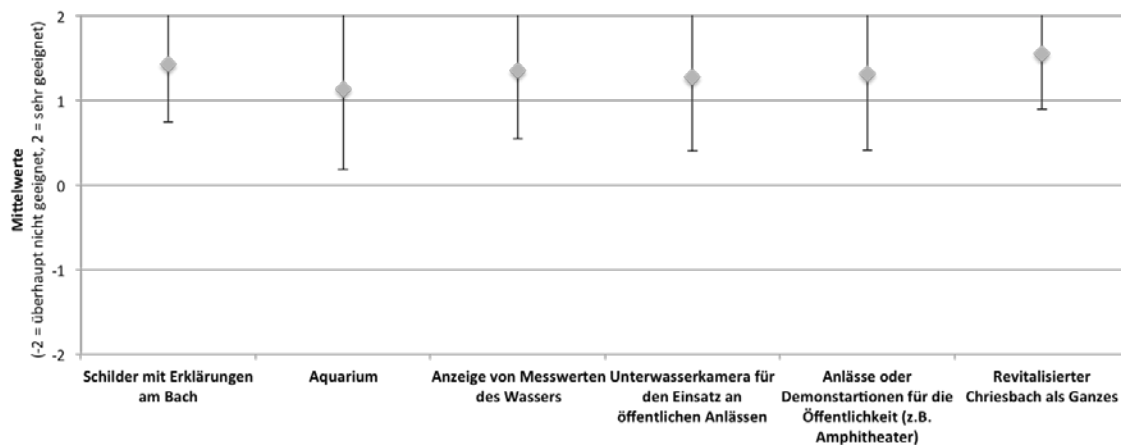 Mittelwerte
(-2 = überhaupt nicht geeignet, 2 = sehr geeignet)
2
1
0
-1
-2
Schilder mit Erklärungen
am Bach
Aquarium
Anzeige von Messwerten
des Wassers
Unterwasserkamera für
den Einsatz an
öffentlichen Anlässen
Anlässe oder
Demonstartionen für die
Öffentlichkeit (z.B.
Amphitheater)
Revitalisierter
Chriesbach als Ganzes